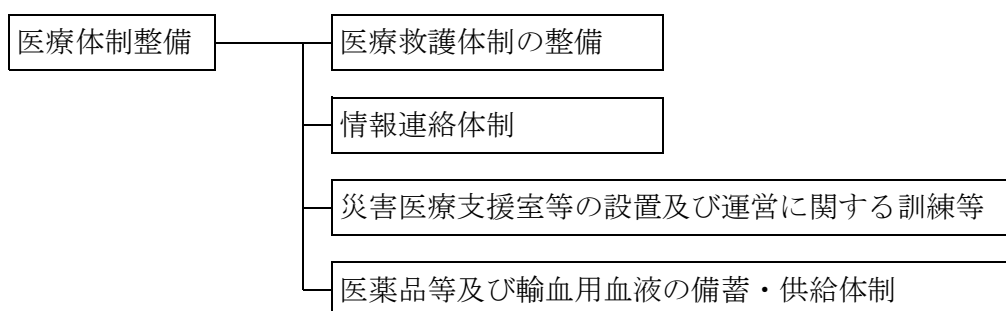 医療体制整備
医療救護体制の整備
情報連絡体制
災害医療支援室等の設置及び運営に関する訓練等
医薬品等及び輸血用血液の備蓄・供給体制